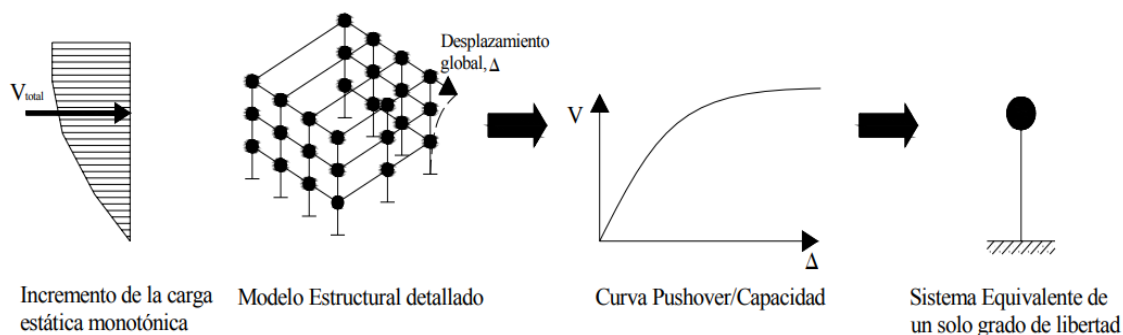 Desplazamiento
global, Δ
V total
V
Δ
Incremento de la carga
estática monotónica
Modelo Estructural detallado
Curva Pushover/Capacidad
Sistema Equivalente de
un solo grado de libertad